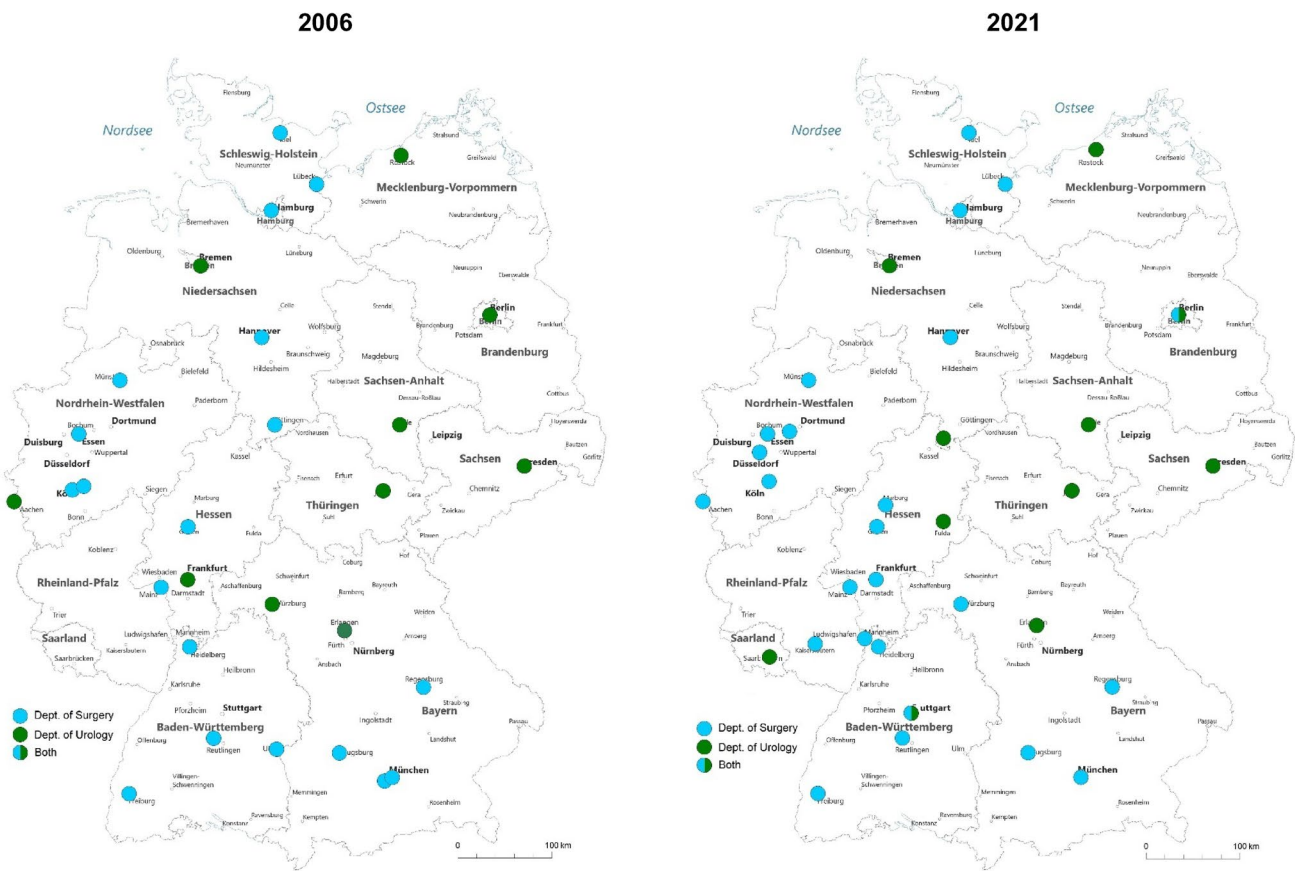 2006
Flensburg
Ostsee
Nordsee
Stralsund
Schleswig-Holstein
Rostock
Greifswald
Neumünster
Lübeck
Mecklenburg-Vorpommern
Schwerin
Hamburg
Hamburg
Neubrandenburg
Bremerhaven
Oldenburg
Lüneburg
Bremen
Neuruppin
Eberswalde
Niedersachsen
Celle
Stendal
Berlin
Berlin
Hannover
Wolfsburg
Brandenburg
Frankfurt
Potsdam
Osnabrück
Braunschweig
Brandenburg
Magdeburg
Hildesheim
Bielefeld
Halberstadt
Sachsen-Anhalt
Cottbus
Nordrhein-Westfalen
Paderborn
Dessau-Roßlau
Dortmund
Bochum
Hoyerswerda
Nordhausen
Leipzig
Duisburg
Essen
Bautzen
Wuppertal
Kassel
Sachsen
Görlitz
Düsseldorf
Erfurt
Eisenach
Chemnitz
Siegen
Gera
Marburg
Thüringen
Aachen
Zwickau
Bonn
Hessen
Suhl
Fulda
Plauen
Koblenz
Hof
Coburg
Frankfurt
Wiesbaden
Schweinfurt
Rheinland-Pfalz
Aschaffenburg
Bayreuth
Mainz
Darmstadt
Bamberg
Trier
Weiden
Erlangen
Saarland
Ludwigshafen
Mannheim
Amberg
Kaiserslautern
Fürth
Nürnberg
Saarbrücken
Heidelberg
Ansbach
Heilbronn
Regensburg
Karlsruhe
Straubing
Pforzheim
Stuttgart
Bayern
Ingolstadt
Passau
Baden-Württemberg
Offenburg
Reutlingen
Landshut
München
Villingen-
Schwenningen
Memmingen
Rosenheim
Ravensburg
Kempten
Konstanz
Dept. of Surgery
Dept. of Urology
Both
0 100 km
2021
Flensburg
Ostsee
Nordsee
Stralsund
Schleswig-Holstein
Rostock
Greifswald
Neumünster
Lübeck
Mecklenburg-Vorpommern
Schwerin
Hamburg
Hamburg
Neubrandenburg
Bremerhaven
Oldenburg
Lüneburg
Bremen
Neuruppin
Eberswalde
Niedersachsen
Celle
Stendal
Berlin
Berlin
Hannover
Wolfsburg
Brandenburg
Frankfurt
Potsdam
Osnabrück
Braunschweig
Brandenburg
Magdeburg
Hildesheim
Bielefeld
Halberstadt
Sachsen-Anhalt
Cottbus
Nordrhein-Westfalen
Paderborn
Dessau-Roßlau
Dortmund
Göttingen
Bochum
Hoyerswerda
Nordhausen
Leipzig
Duisburg
Essen
Bautzen
Wuppertal
Kassel
Sachsen
Görlitz
Düsseldorf
Erfurt
Eisenach
Chemnitz
Köln
Siegen
Gera
Marburg
Thüringen
Aachen
Zwickau
Bonn
Hessen
Suhl
Fulda
Plauen
Koblenz
Hof
Coburg
Frankfurt
Wiesbaden
Schweinfurt
Rheinland-Pfalz
Aschaffenburg
Bayreuth
Mainz
Darmstadt
Bamberg
Trier
Weiden
Saarland
Ludwigshafen
Mannheim
Amberg
Fürth
Nürnberg
Heidelberg
Ansbach
Heilbronn
Regensburg
Karlsruhe
Straubing
Pforzheim
Bayern
Ingolstadt
Passau
Baden-Württemberg
Offenburg
Reutlingen
Ulm
Landshut
München
Villingen-
Schwenningen
Memmingen
Rosenheim
Ravensburg
Kempten
Konstanz
Dept. of Surgery
Dept. of Urology
Both
0 100 km